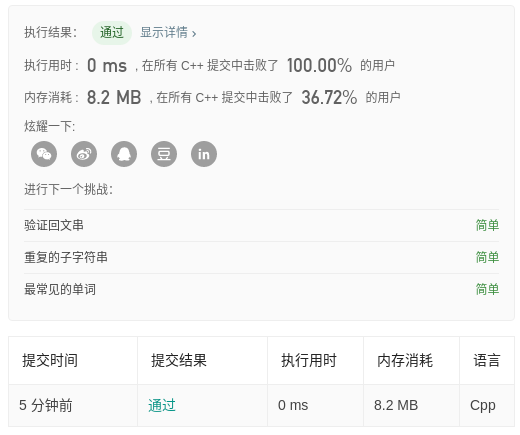 执行结果： 通过 显示详情 ›
执行用时 : 0 ms , 在所有 C++ 提交中击败了 100.00% 的用户
内存消耗 : 8.2 MB , 在所有 C++ 提交中击败了 36.72% 的用户
炫耀一下:
豆 in
进行下一个挑战：
验证回文串 简单
重复的子字符串 简单
最常见的单词 简单
提交时间 提交结果 执行用时 内存消耗 语言
5 分钟前 通过 0 ms 8.2 MB Cpp